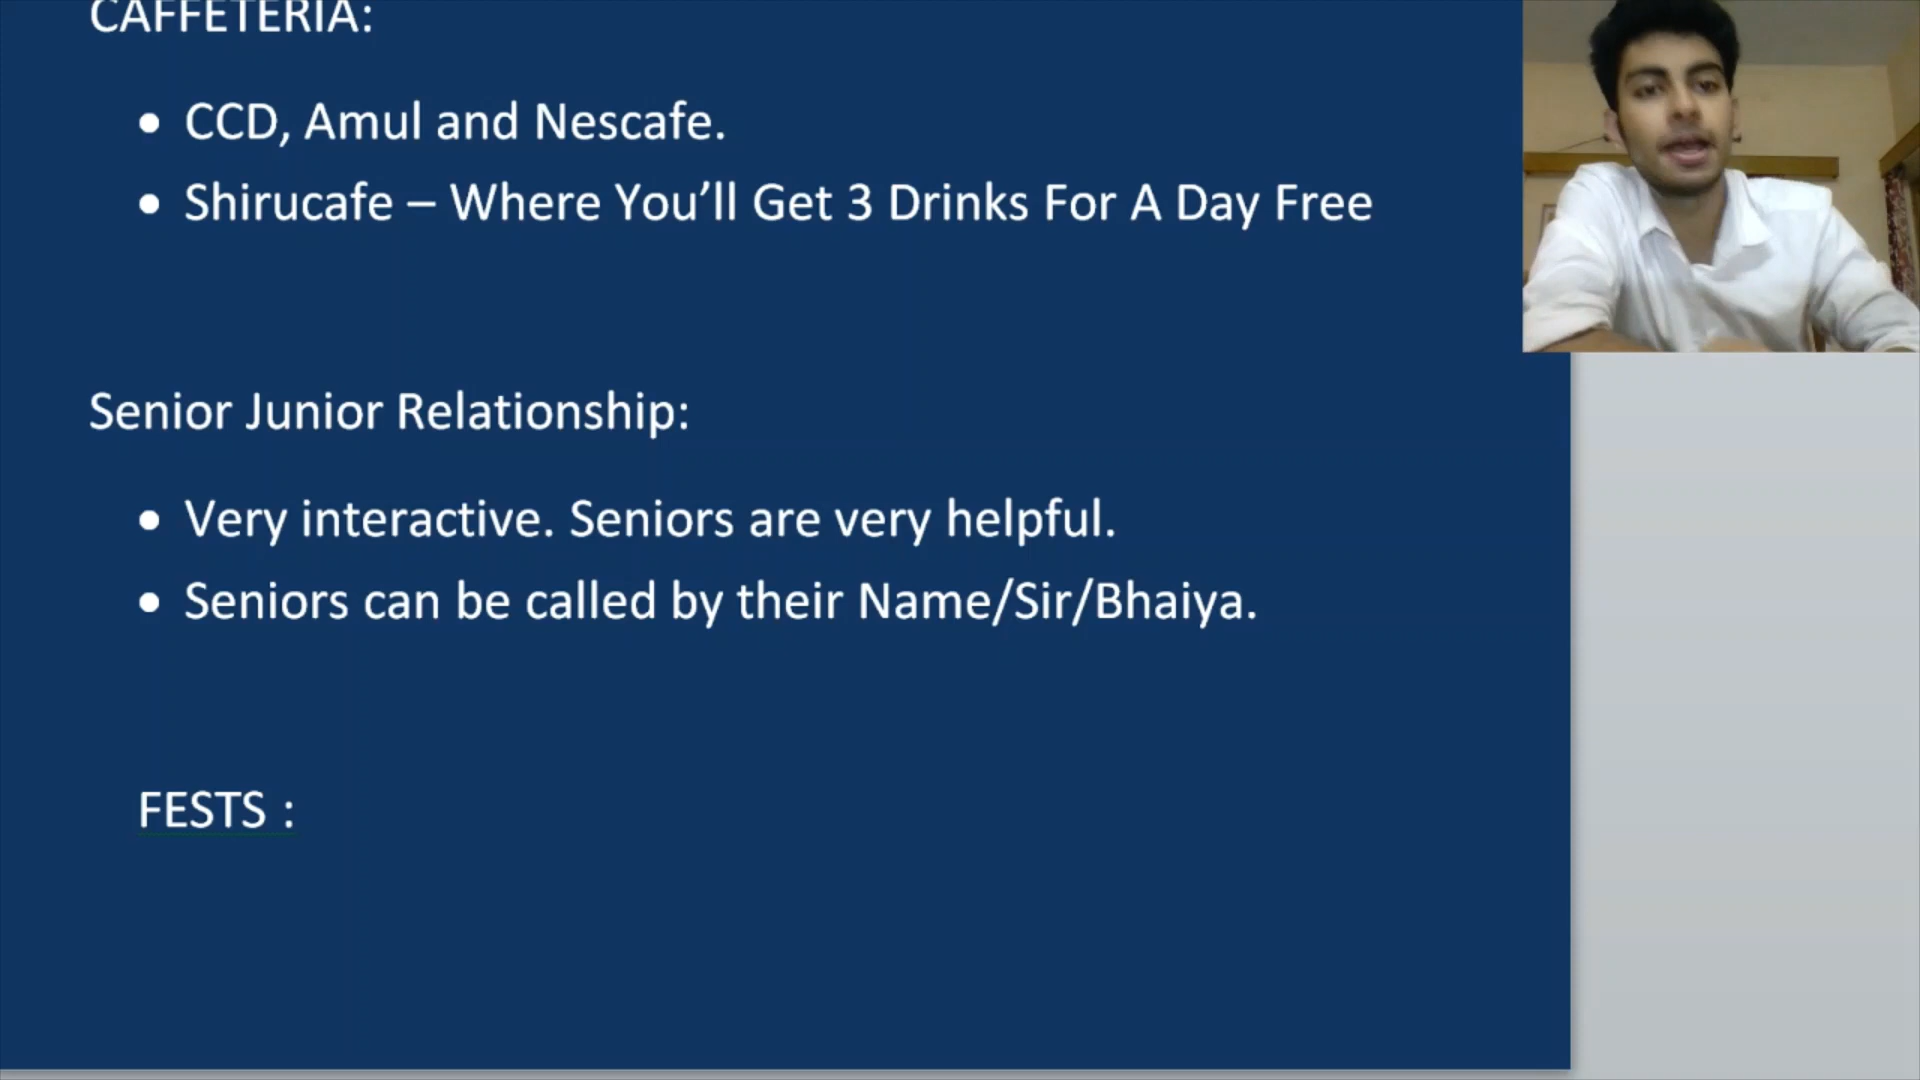 CAFFETERIA:
• CCD, Amul and Nescafe.
• Shirucafe – Where You’ll Get 3 Drinks For A Day Free
Senior Junior Relationship:
• Very interactive. Seniors are very helpful.
• Seniors can be called by their Name/Sir/Bhaiya.
FESTS :